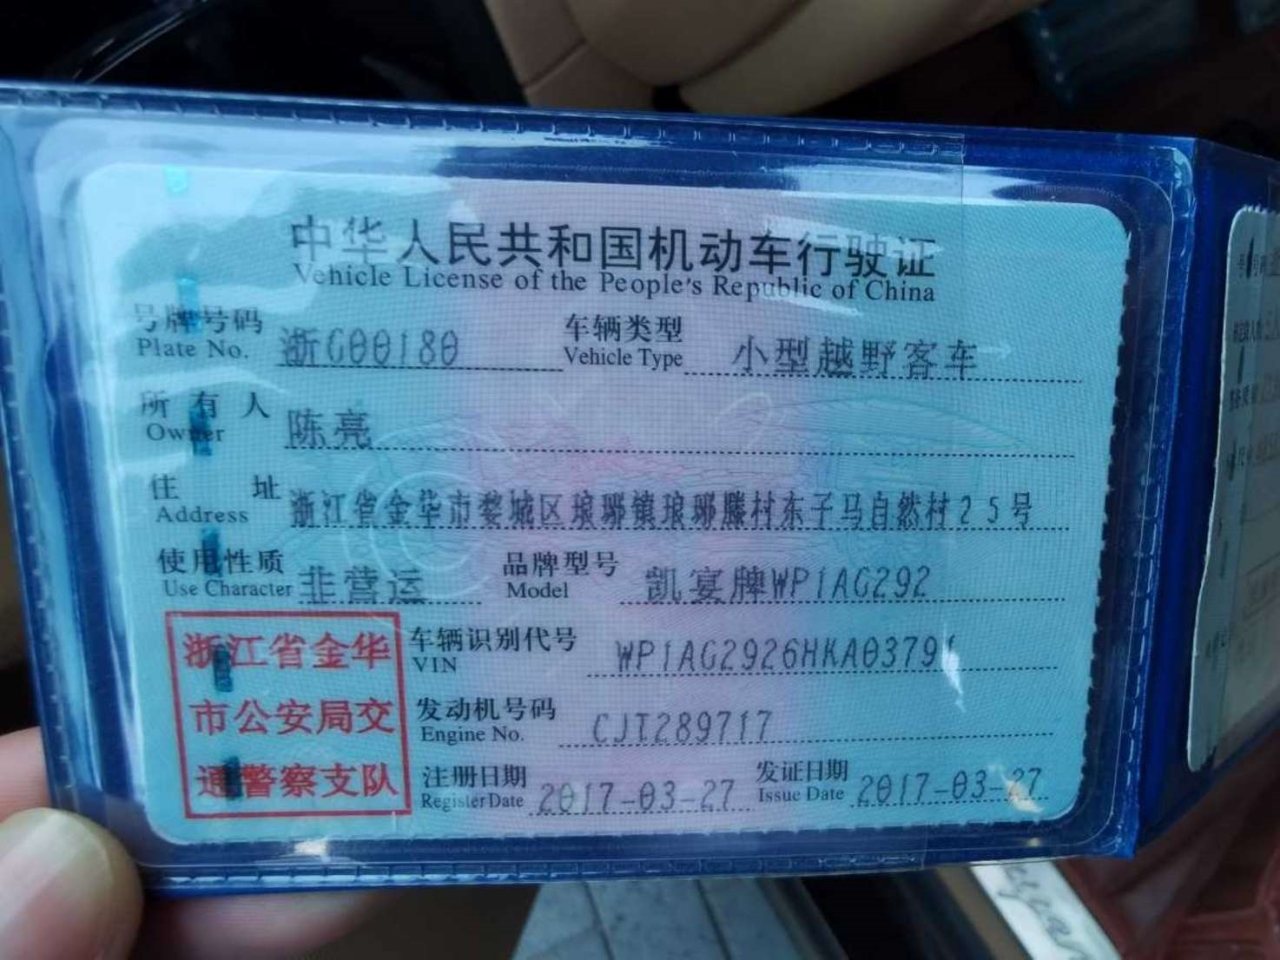 中华人民共和国机动车行驶证
Vehicle License of the People's Republic of China
号牌号码 浙G00180 车辆类型 小型越野客车
Plate No. Vehicle Type
所有人 陈亮
Owner
住址 浙江省金华市婺城区琅琊镇琅琊滕村东子马自然村25号
Address
使用性质 非营运 品牌型号 凯宴牌WP1AG292
Use Character Model
浙江省金华
市公安局交
通警察支队
车辆识别代号 WP1AG2926HKA0379
VIN
发动机号码 CJT289717
Engine No.
注册日期 2017-03-27 发证日期 2017-03-27
Register Date Issue Date